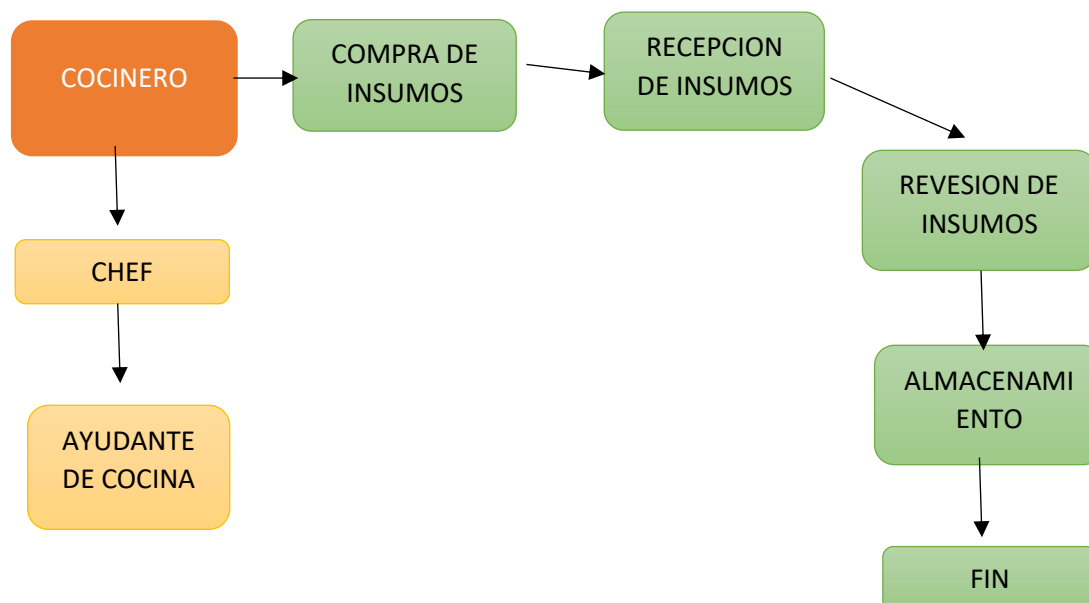 COCINERO
COMPRA DE
INSUMOS
RECEPCION
DE INSUMOS
REVESION DE
INSUMOS
CHEF
ALMACENAMI
ENTO
AYUDANTE
DE COCINA
FIN